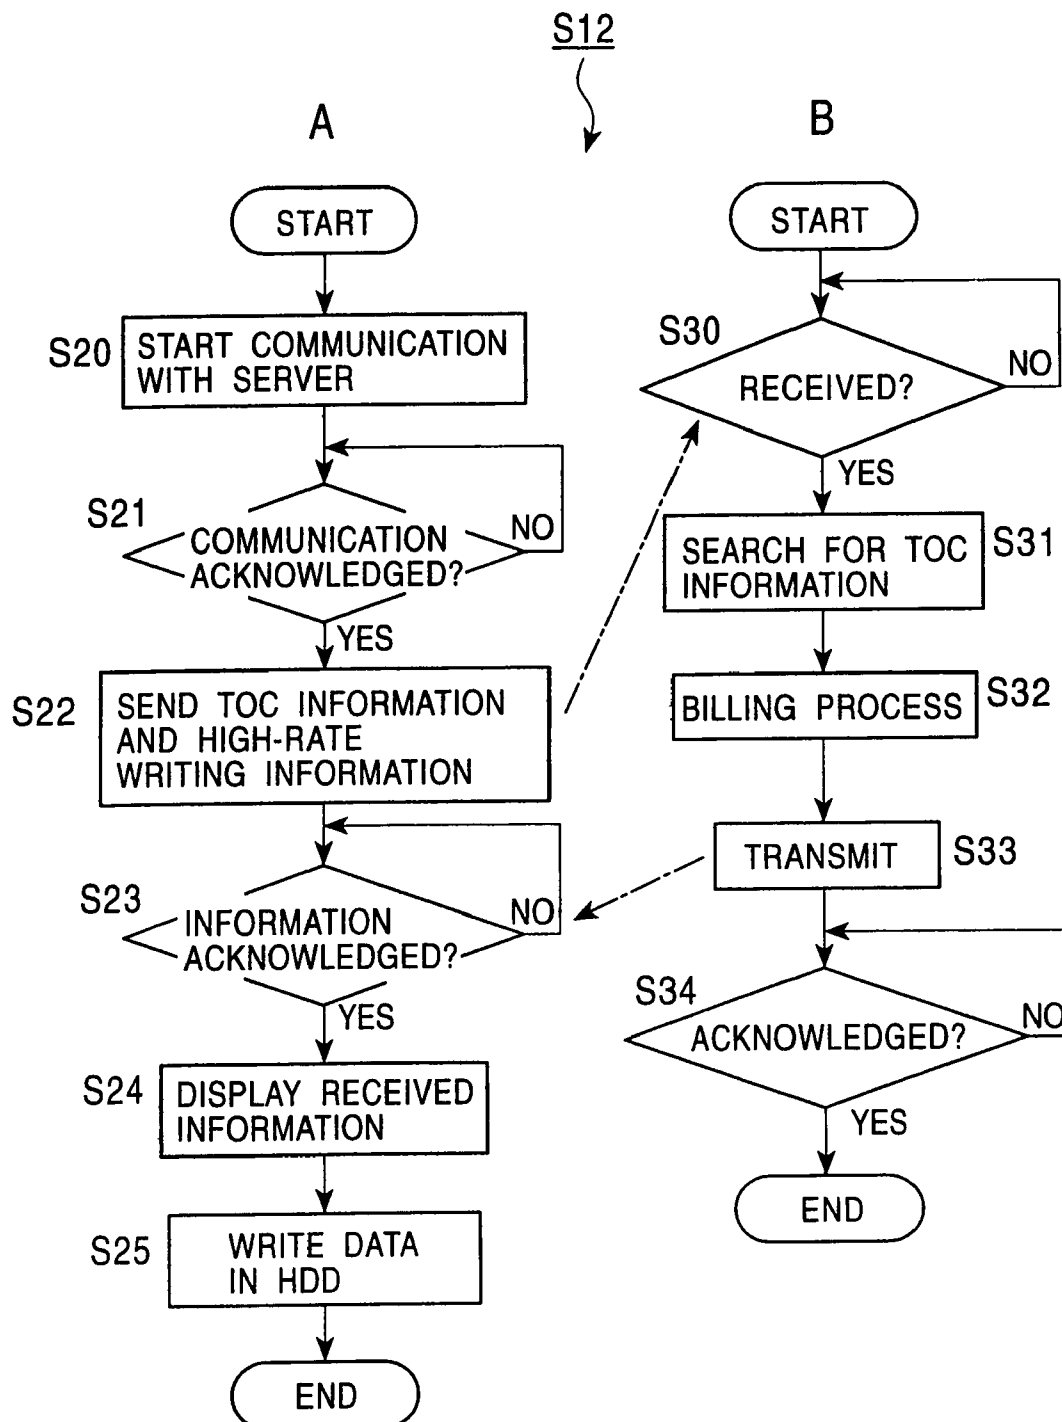 S12
A
START
S20
START COMMUNICATION
WITH SERVER
S21
COMMUNICATION
ACKNOWLEDGED?
NO
YES
S22
SEND TOC INFORMATION
AND HIGH-RATE
WRITING INFORMATION
S23
INFORMATION
ACKNOWLEDGED?
NO
YES
S24
DISPLAY RECEIVED
INFORMATION
S25
WRITE DATA
IN HDD
END
B
START
S30
RECEIVED?
NO
YES
SEARCH FOR TOC
INFORMATION
S31
BILLING PROCESS
S32
TRANSMIT
S33
S34
ACKNOWLEDGED?
NO
YES
END